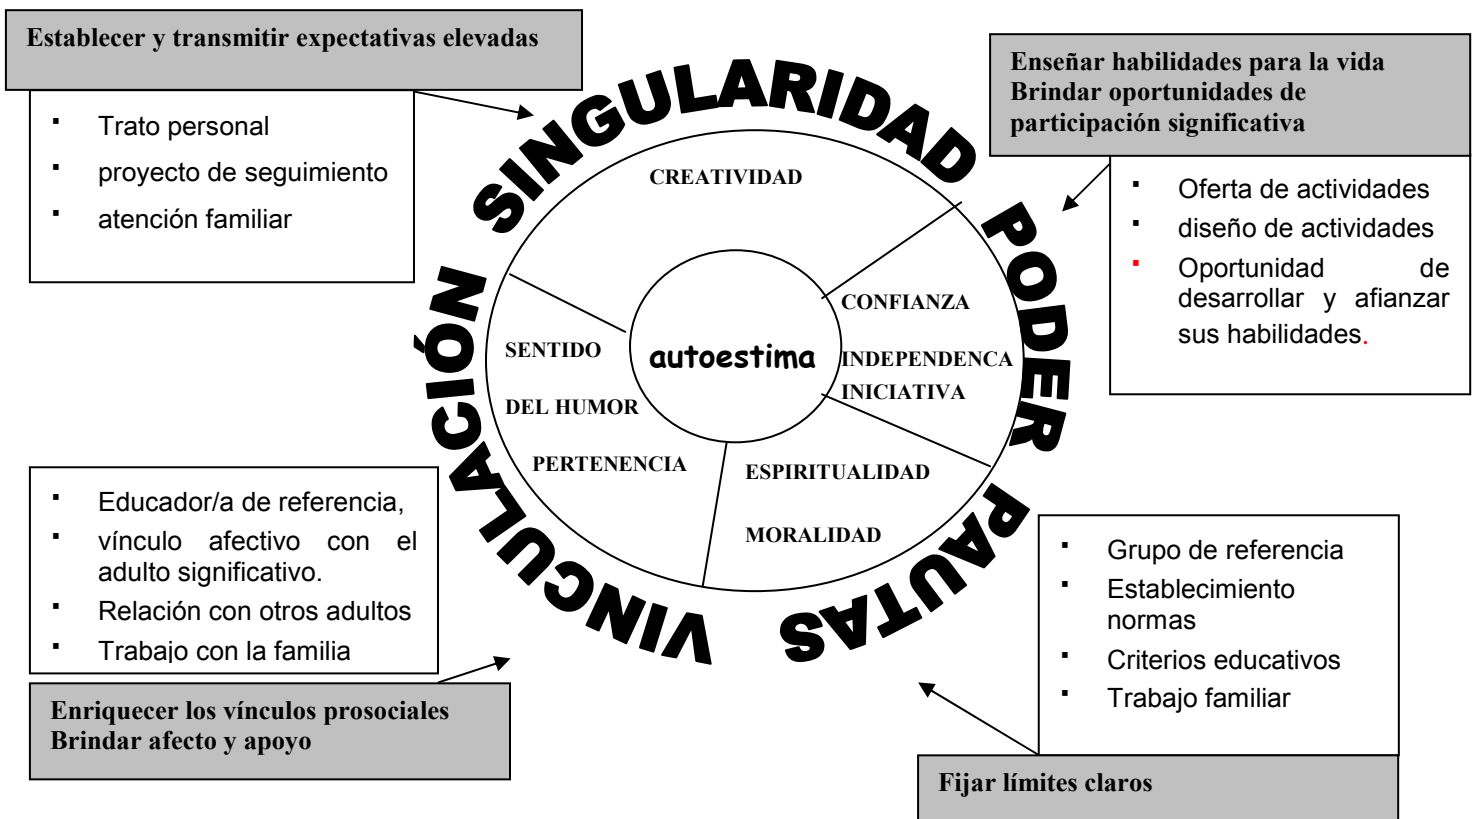 Establecer y transmitir expectativas elevadas
▪ Trato personal
▪ proyecto de seguimiento
▪ atención familiar
Enseñar habilidades para la vida
Brindar oportunidades de
participación significativa
▪ Oferta de actividades
▪ diseño de actividades
▪ Oportunidad de
desarrollar y afianzar
sus habilidades.
SINGULARIDAD
PODER
PAUTAS
VINCULACIÓN
CREATIVIDAD
CONFIANZA
INDEPENDENCA
INICIATIVA
autoestima
SENTIDO
DEL HUMOR
PERTENENCIA
ESPIRITUALIDAD
MORALIDAD
▪ Educador/a de referencia,
▪ vínculo afectivo con el
adulto significativo.
▪ Relación con otros adultos
▪ Trabajo con la familia
Enriquecer los vínculos prosociales
Brindar afecto y apoyo
▪ Grupo de referencia
▪ Establecimiento
normas
▪ Criterios educativos
▪ Trabajo familiar
Fijar límites claros